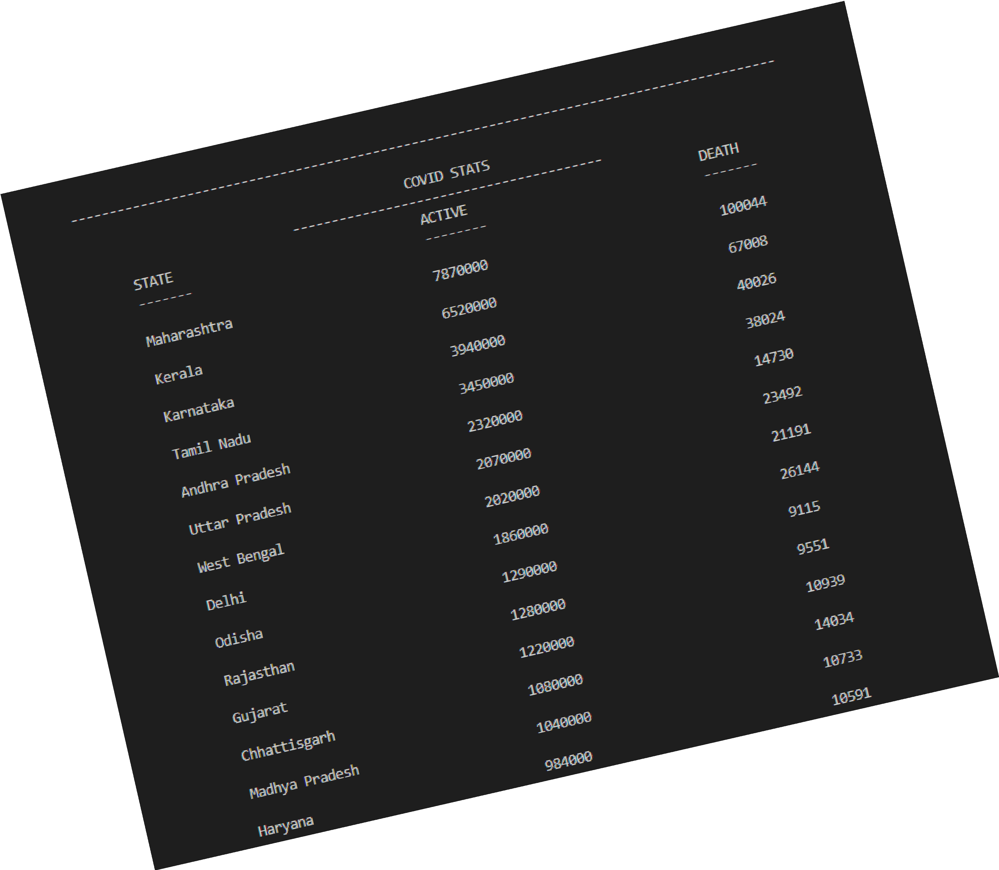 --------------------------------------------------------------------------------------------
COVID STATS
----------------------------------------
STATE ACTIVE DEATH
------- -------- -------
Maharashtra 7870000 100044
Kerala 6520000 67008
Karnataka 3940000 40026
Tamil Nadu 3450000 38024
Andhra Pradesh 2320000 14730
Uttar Pradesh 2070000 23492
West Bengal 2020000 21191
Delhi 1860000 26144
Odisha 1290000 9115
Rajasthan 1280000 9551
Gujarat 1220000 10939
Chhattisgarh 1080000 14034
Madhya Pradesh 1040000 10733
Haryana 984000 10591